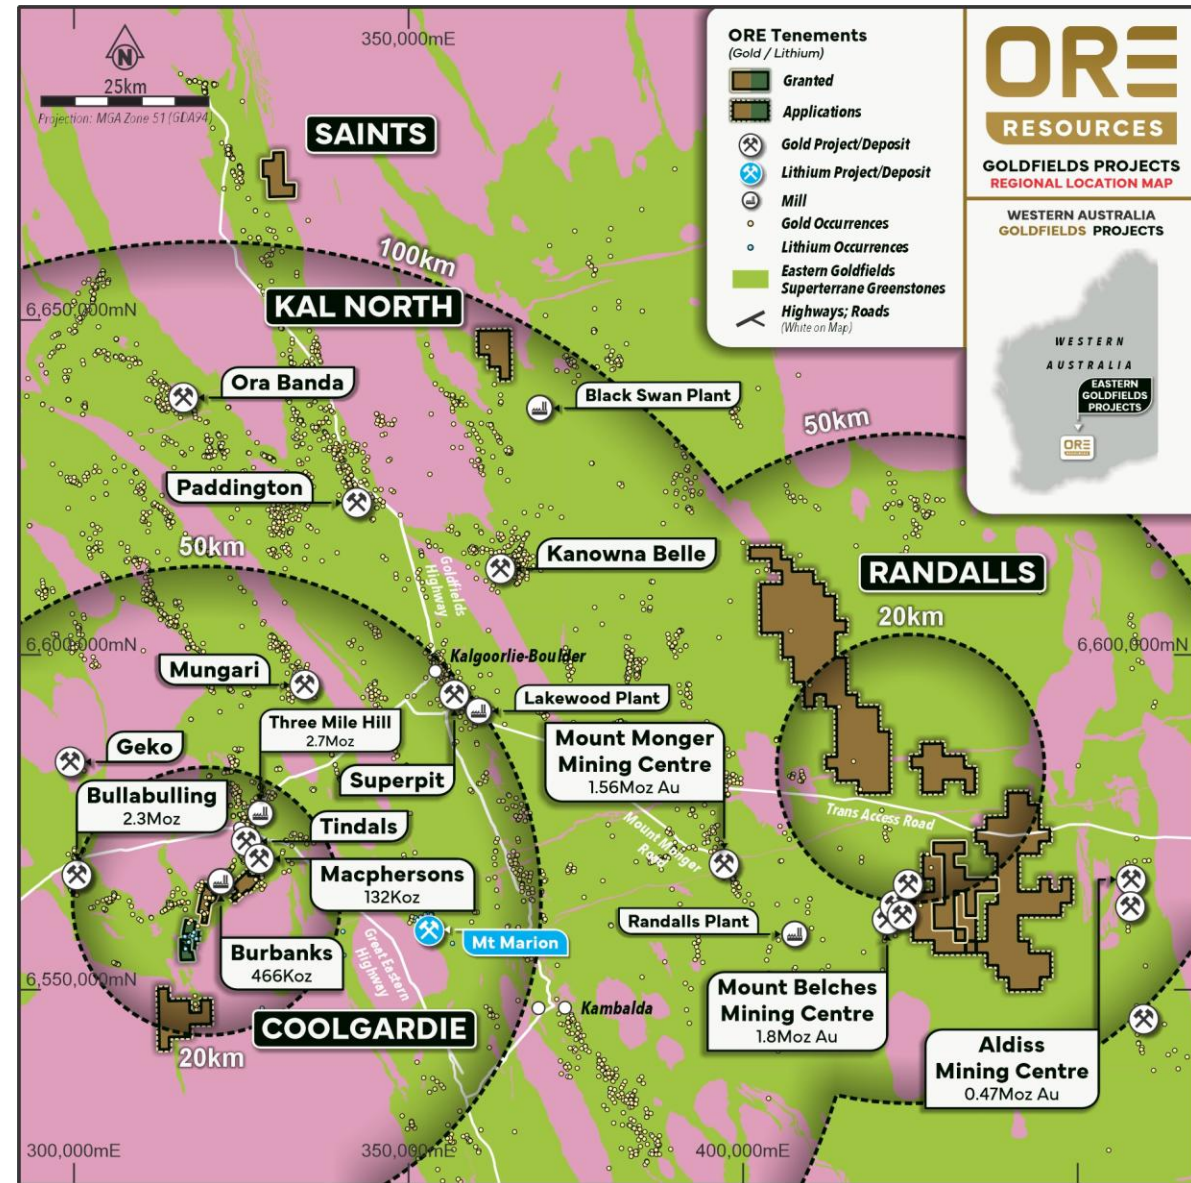 350,000mE
N
25km
Projection: MGA Zone 51 (GDA94)
SAINTS
100km
KAL NORTH
6,650,000mN
Ora Banda
Black Swan Plant
50km
Paddington
50km
Kanowna Belle
Goldfields
Highway
RANDALLS
20km
6,600,000mN
6,600,000mN
Kalgoorlie-Boulder
Mungari
Lakewood Plant
Three Mile Hill
2.7Moz
Geko
Superpit
Mount Monger
Mining Centre
1.56Moz Au
Bullabulling
2.3Moz
Tindals
Trans Access Road
Mount Monger
Road
Macphersons
132Koz
Randalls Plant
Mt Marion
Burbanks
466Koz
Great Eastern
Highway
6,550,000mN
Mount Belches
Mining Centre
1.8Moz Au
Kambalda
COOLGARDIE
20km
Aldiss
Mining Centre
0.47Moz Au
300,000mE
350,000mE
400,000mE
ORE Tenements
(Gold / Lithium)
Granted
Applications
Gold Project/Deposit
Lithium Project/Deposit
Mill
Gold Occurrences
Lithium Occurrences
Eastern Goldfields
Superterrane Greenstones
Highways; Roads
(White on Map)
ORE
RESOURCES
GOLDFIELDS PROJECTS
REGIONAL LOCATION MAP
WESTERN AUSTRALIA
GOLDFIELDS PROJECTS
WESTERN
AUSTRALIA
EASTERN
GOLDFIELDS
PROJECTS
ORE